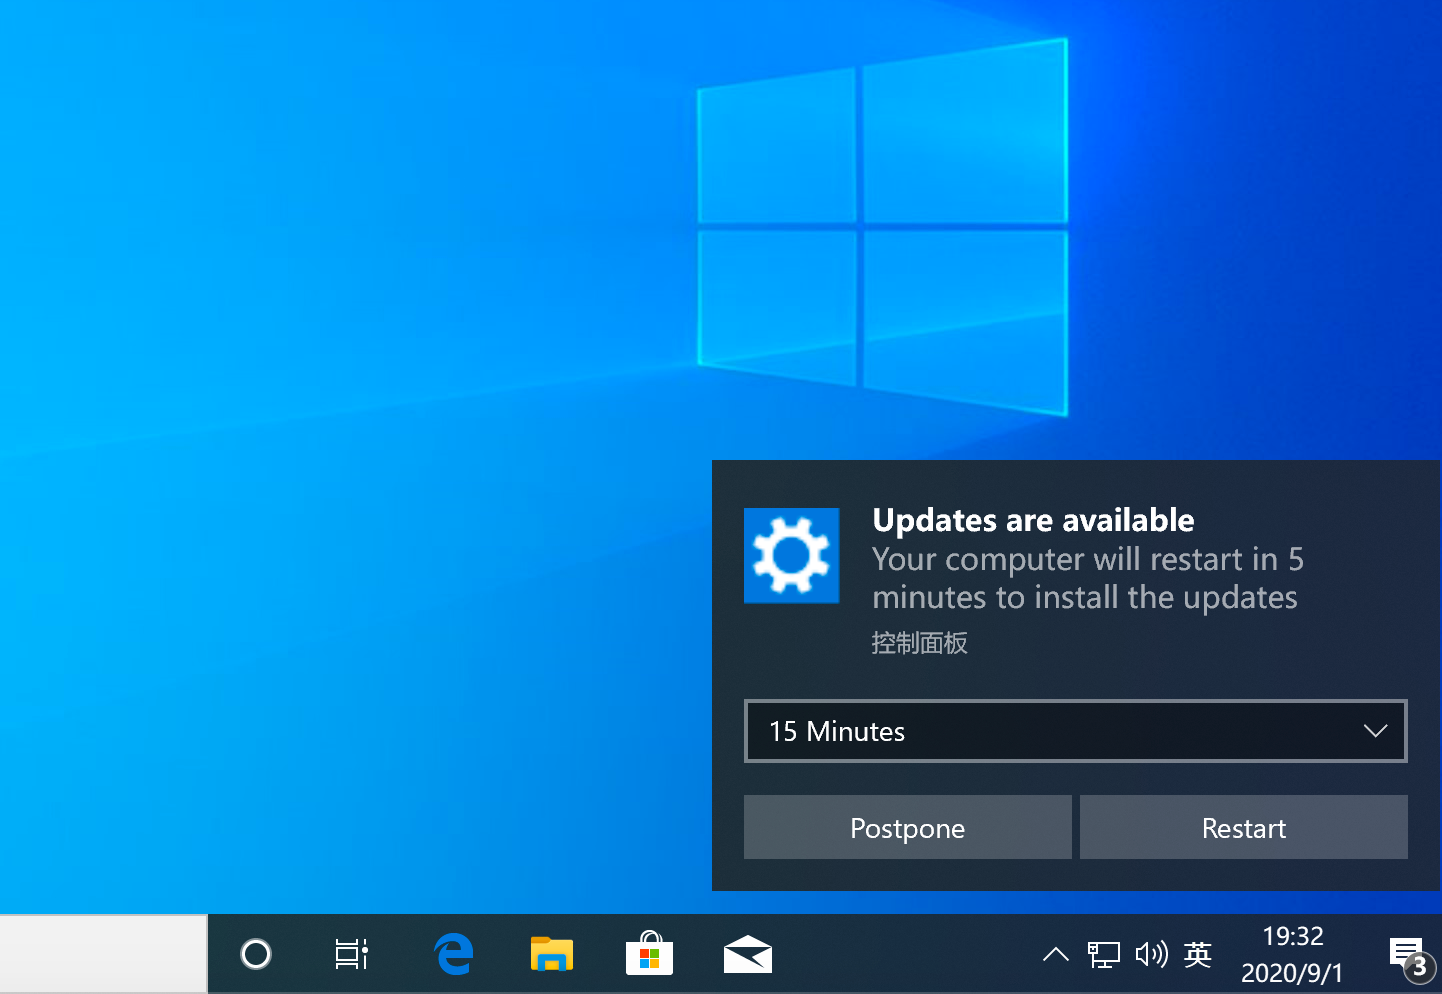 Updates are available
Your computer will restart in 5
minutes to install the updates
控制面板
15 Minutes
Postpone
Restart
英
19:32
2020/9/1
3